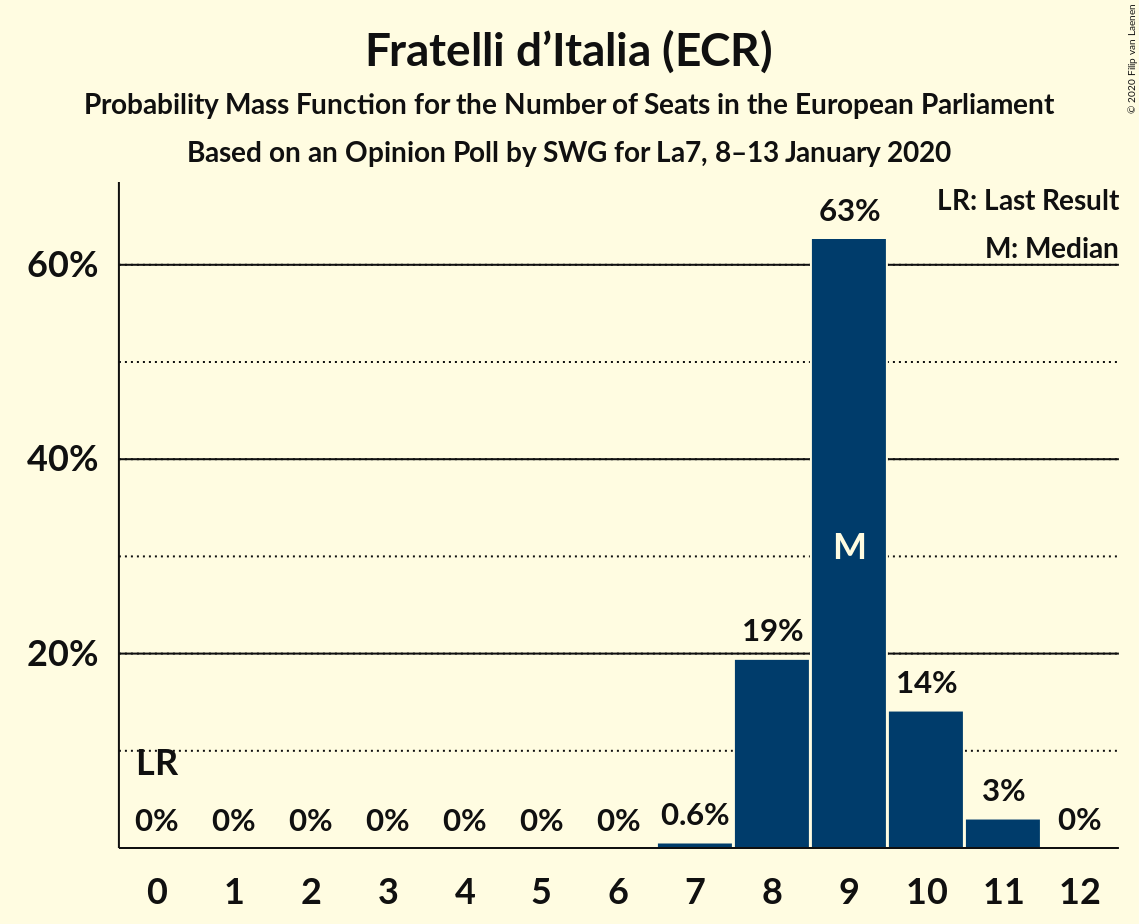 Fratelli d’Italia (ECR)
Probability Mass Function for the Number of Seats in the European Parliament
Based on an Opinion Poll by SWG for La7, 8–13 January 2020
© 2020 Filip van Laenen
LR: Last Result
M: Median
63%
60%
40%
M
19%
20%
14%
LR
3%
0% 0% 0% 0% 0% 0% 0% 0.6% 0%
0 1 2 3 4 5 6 7 8 9 10 11 12